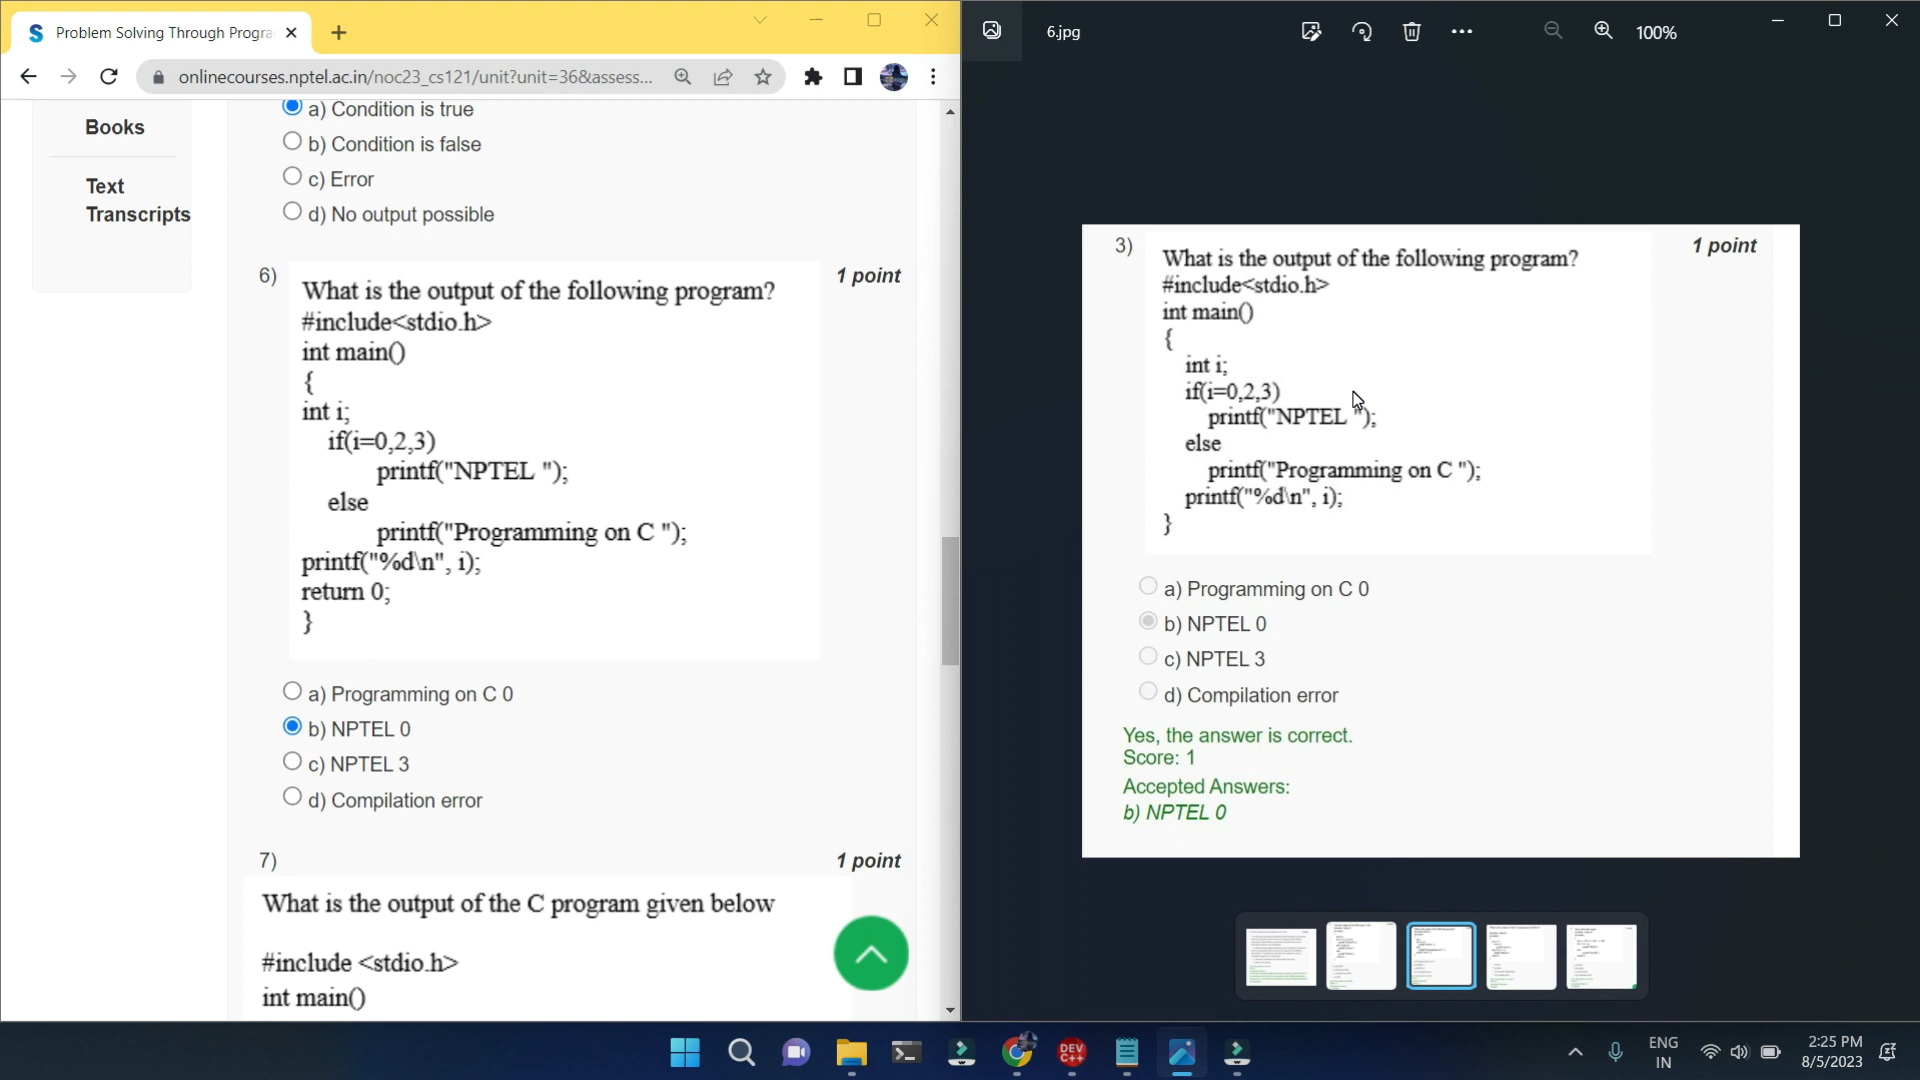 Problem Solving Through Progra
6.jpg
100%
onlinecourses.nptel.ac.in/noc23_cs121/unit?unit=36&assess...
Books
Text
Transcripts
a) Condition is true
b) Condition is false
c) Error
d) No output possible
6)
1 point
What is the output of the following program?
#include<stdio.h>
int main()
{
int i;
if(i=0,2,3)
printf("NPTEL ");
else
printf("Programming on C ");
printf("%d\n", i);
return 0;
}
a) Programming on C 0
b) NPTEL 0
c) NPTEL 3
d) Compilation error
7)
1 point
What is the output of the C program given below
#include <stdio.h>
int main()
3)
1 point
What is the output of the following program?
#include<stdio.h>
int main()
{
int i;
if(i=0,2,3)
printf("NPTEL ");
else
printf("Programming on C ");
printf("%d\n", i);
}
a) Programming on C 0
b) NPTEL 0
c) NPTEL 3
d) Compilation error
Yes, the answer is correct.
Score: 1
Accepted Answers:
b) NPTEL 0
DEV
C++
ENG
IN
2:25 PM
8/5/2023